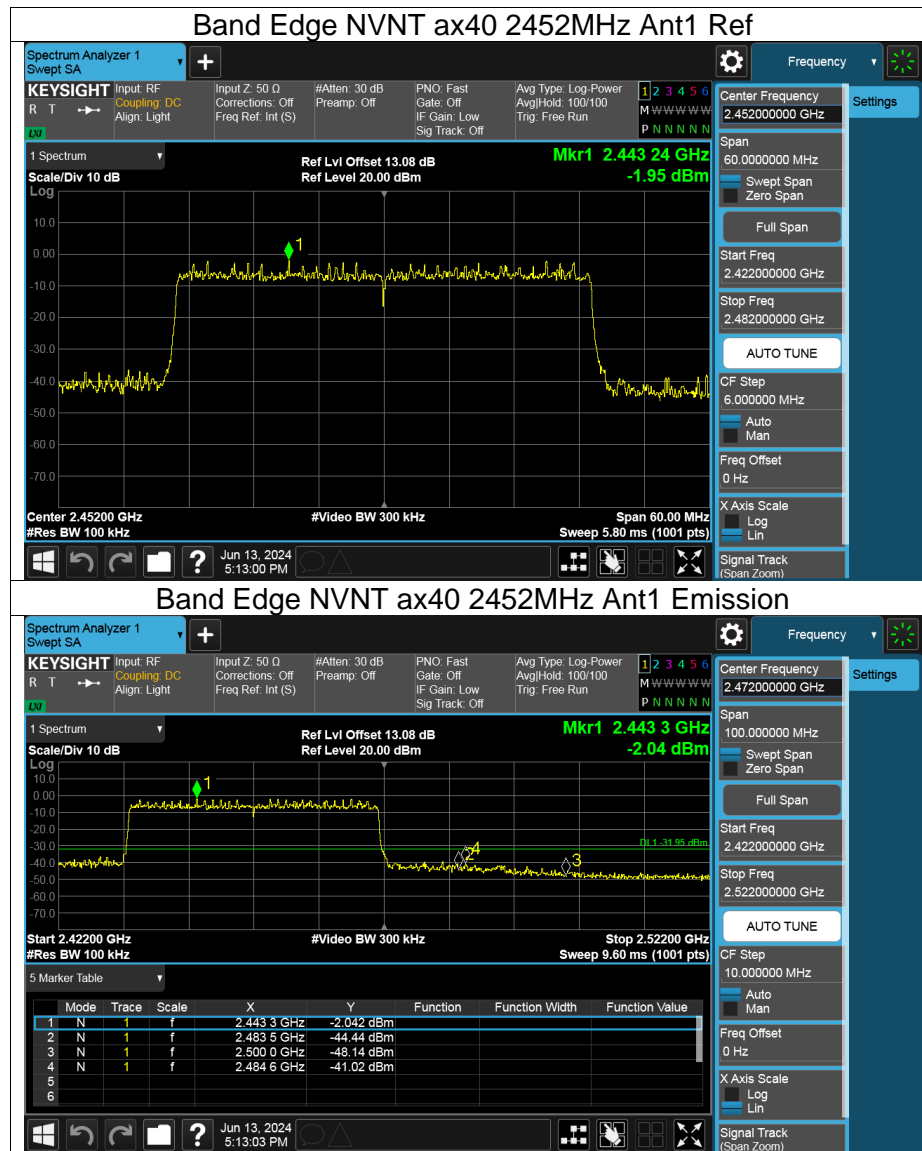 Band Edge NVNT ax40 2452MHz Ant1 Ref
Spectrum Analyzer 1
Swept SA
+
Frequency
KEYSIGHT
R T
LXI
Input: RF
Coupling: DC
Align: Light
Input Z: 50 Ω
Corrections: Off
Freq Ref: Int (S)
#Atten: 30 dB
Preamp: Off
PNO: Fast
Gate: Off
IF Gain: Low
Sig Track: Off
Avg Type: Log-Power
Avg|Hold: 100/100
Trig: Free Run
1 2 3 4 5 6
M W W W W W
P N N N N N
Center Frequency
2.452000000 GHz
Settings
Span
60.0000000 MHz
Swept Span
Zero Span
Full Span
Start Freq
2.422000000 GHz
Stop Freq
2.482000000 GHz
AUTO TUNE
CF Step
6.000000 MHz
Auto
Man
Freq Offset
0 Hz
X Axis Scale
Log
Lin
Signal Track
(Span Zoom)
1 Spectrum
Scale/Div 10 dB
Log
Ref Lvl Offset 13.08 dB
Ref Level 20.00 dBm
Mkr1 2.443 24 GHz
-1.95 dBm
1
10.0
0.00
-10.0
-20.0
-30.0
-40.0
-50.0
-60.0
-70.0
Center 2.45200 GHz
#Res BW 100 kHz
#Video BW 300 kHz
Span 60.00 MHz
Sweep 5.80 ms (1001 pts)
?
Jun 13, 2024
5:13:00 PM
Band Edge NVNT ax40 2452MHz Ant1 Emission
Spectrum Analyzer 1
Swept SA
+
Frequency
KEYSIGHT
R T
LXI
Input: RF
Coupling: DC
Align: Light
Input Z: 50 Ω
Corrections: Off
Freq Ref: Int (S)
#Atten: 30 dB
Preamp: Off
PNO: Fast
Gate: Off
IF Gain: Low
Sig Track: Off
Avg Type: Log-Power
Avg|Hold: 100/100
Trig: Free Run
1 2 3 4 5 6
M W W W W W
P N N N N N
Center Frequency
2.472000000 GHz
Settings
Span
100.000000 MHz
Swept Span
Zero Span
Full Span
Start Freq
2.422000000 GHz
Stop Freq
2.522000000 GHz
AUTO TUNE
CF Step
10.000000 MHz
Auto
Man
Freq Offset
0 Hz
X Axis Scale
Log
Lin
Signal Track
(Span Zoom)
1 Spectrum
Scale/Div 10 dB
Log
Ref Lvl Offset 13.08 dB
Ref Level 20.00 dBm
Mkr1 2.443 3 GHz
-2.04 dBm
10.0
0.00
-10.0
-20.0
-30.0
-40.0
-50.0
-60.0
-70.0
1
DL1 -31.95 dBm
2
4
3
Start 2.42200 GHz
#Res BW 100 kHz
#Video BW 300 kHz
Stop 2.52200 GHz
Sweep 9.60 ms (1001 pts)
5 Marker Table
Mode Trace Scale X Y Function Function Width Function Value
1 N 1 f 2.443 3 GHz -2.042 dBm
2 N 1 f 2.483 5 GHz -44.44 dBm
3 N 1 f 2.500 0 GHz -48.14 dBm
4 N 1 f 2.484 6 GHz -41.02 dBm
5
6
?
Jun 13, 2024
5:13:03 PM